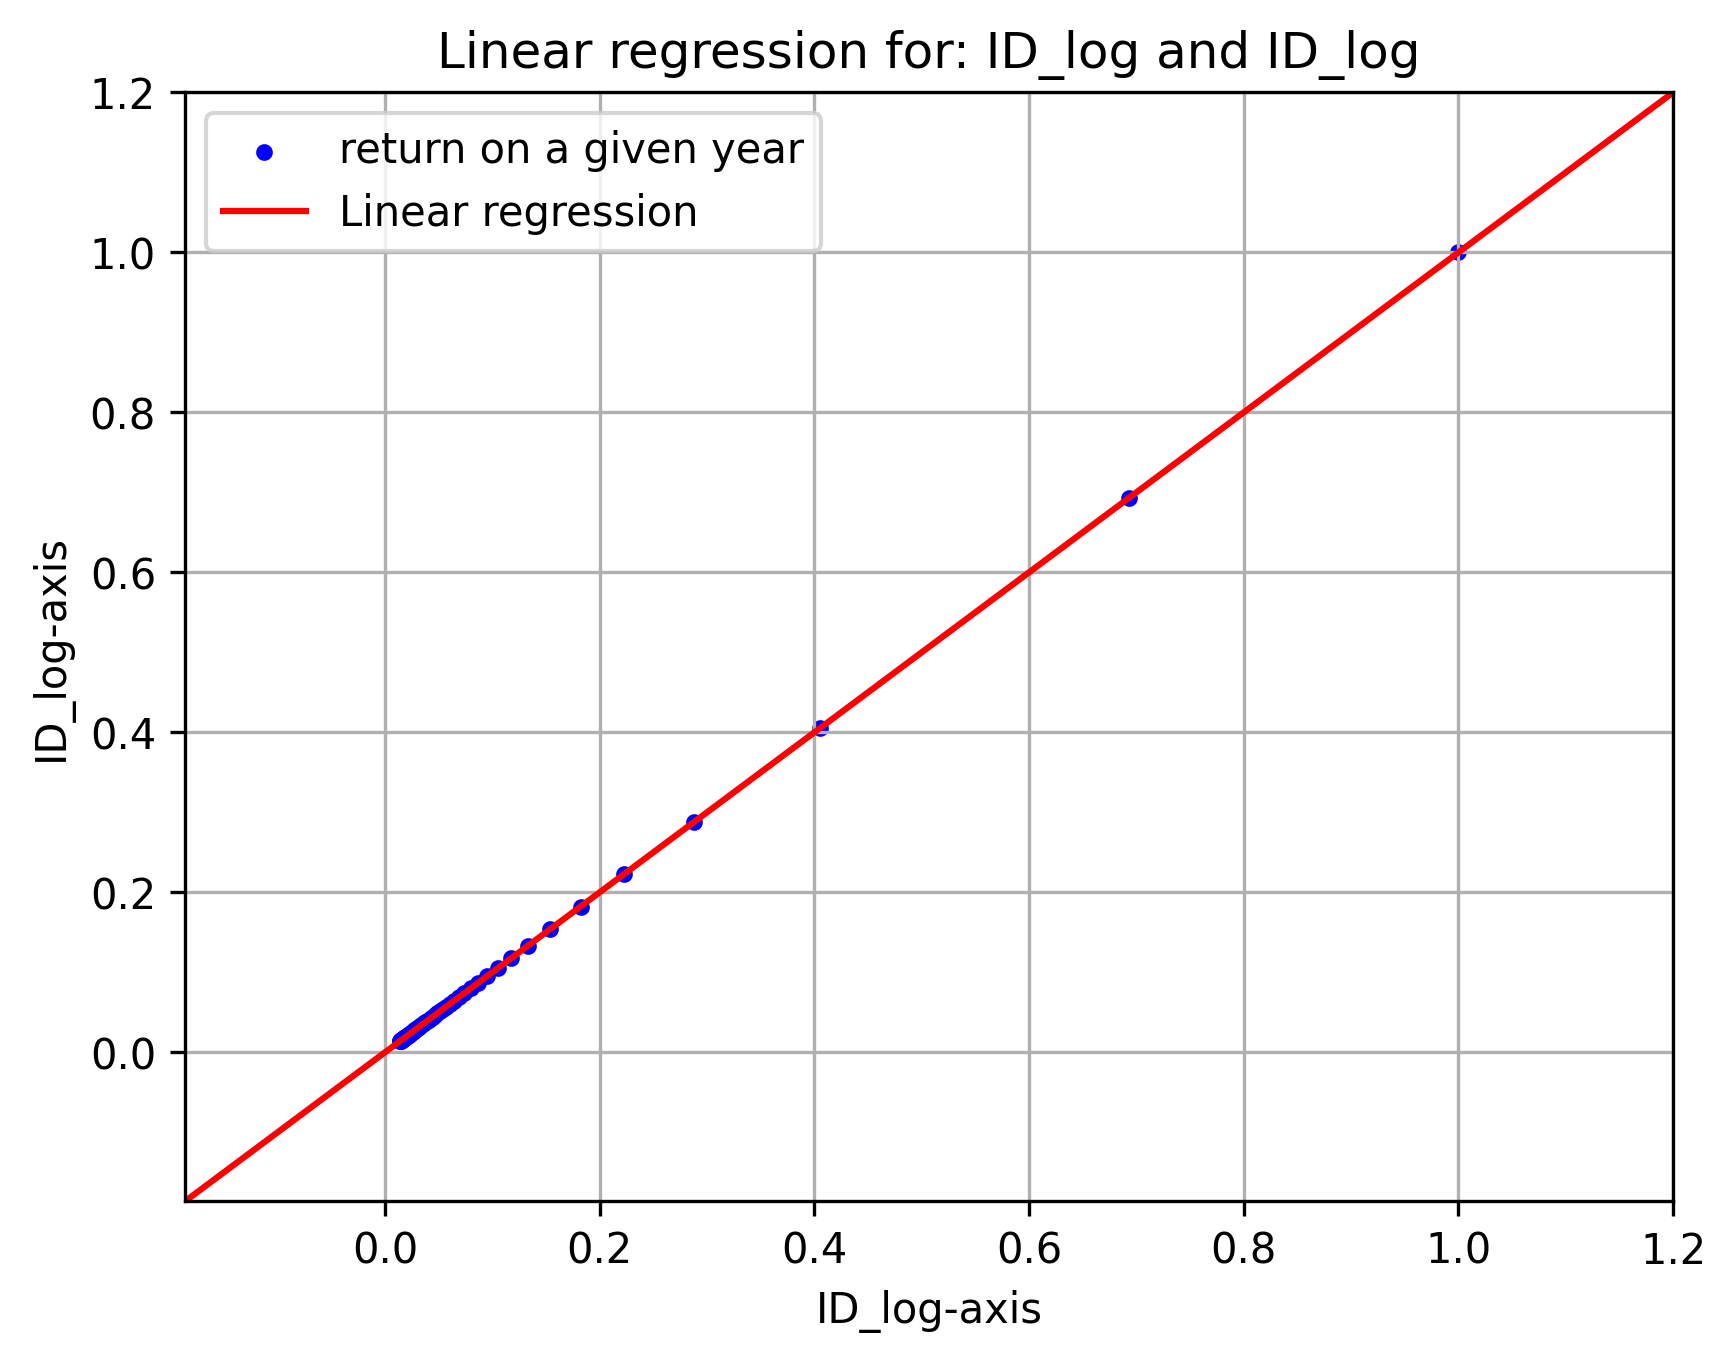 Linear regression for: ID_log and ID_log
return on a given year
Linear regression
1.2
1.0
0.8
0.6
0.4
0.2
0.0
ID_log-axis
0.0 0.2 0.4 0.6 0.8 1.0 1.2
ID_log-axis